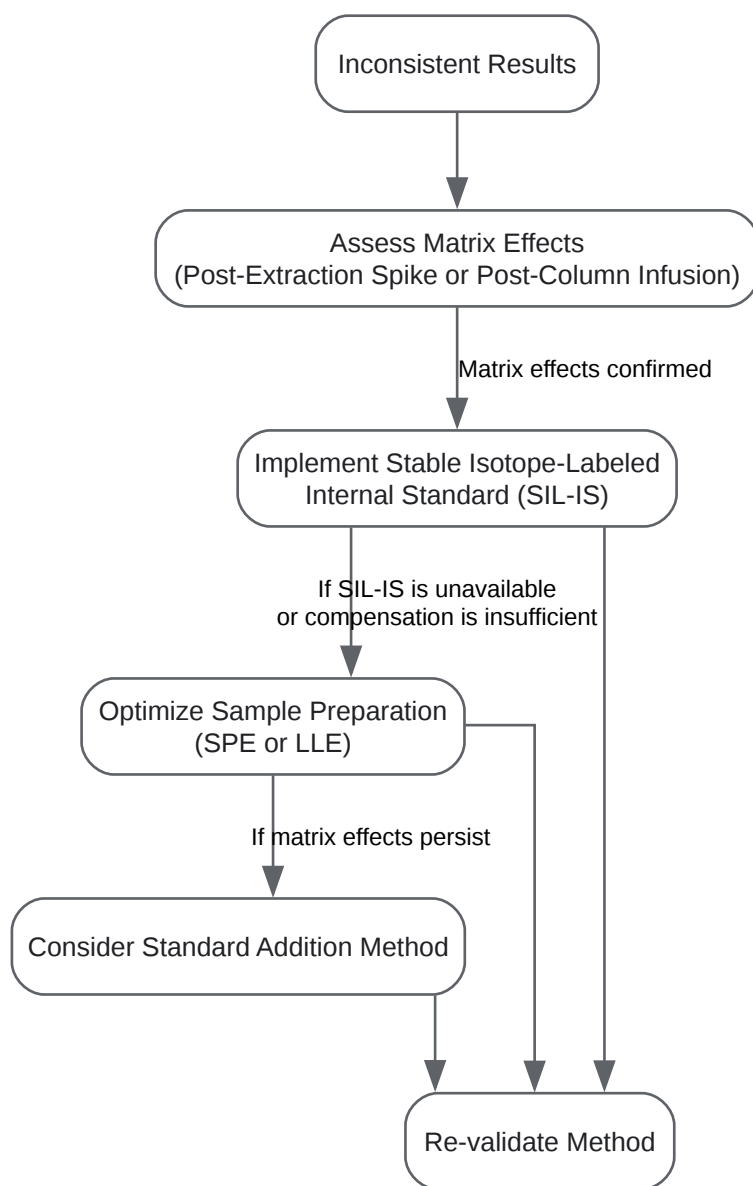 Inconsistent Results
Assess Matrix Effects
(Post-Extraction Spike or Post-Column Infusion)
Matrix effects confirmed
Implement Stable Isotope-Labeled
Internal Standard (SIL-IS)
If SIL-IS is unavailable
or compensation is insufficient
Optimize Sample Preparation
(SPE or LLE)
If matrix effects persist
Consider Standard Addition Method
Re-validate Method